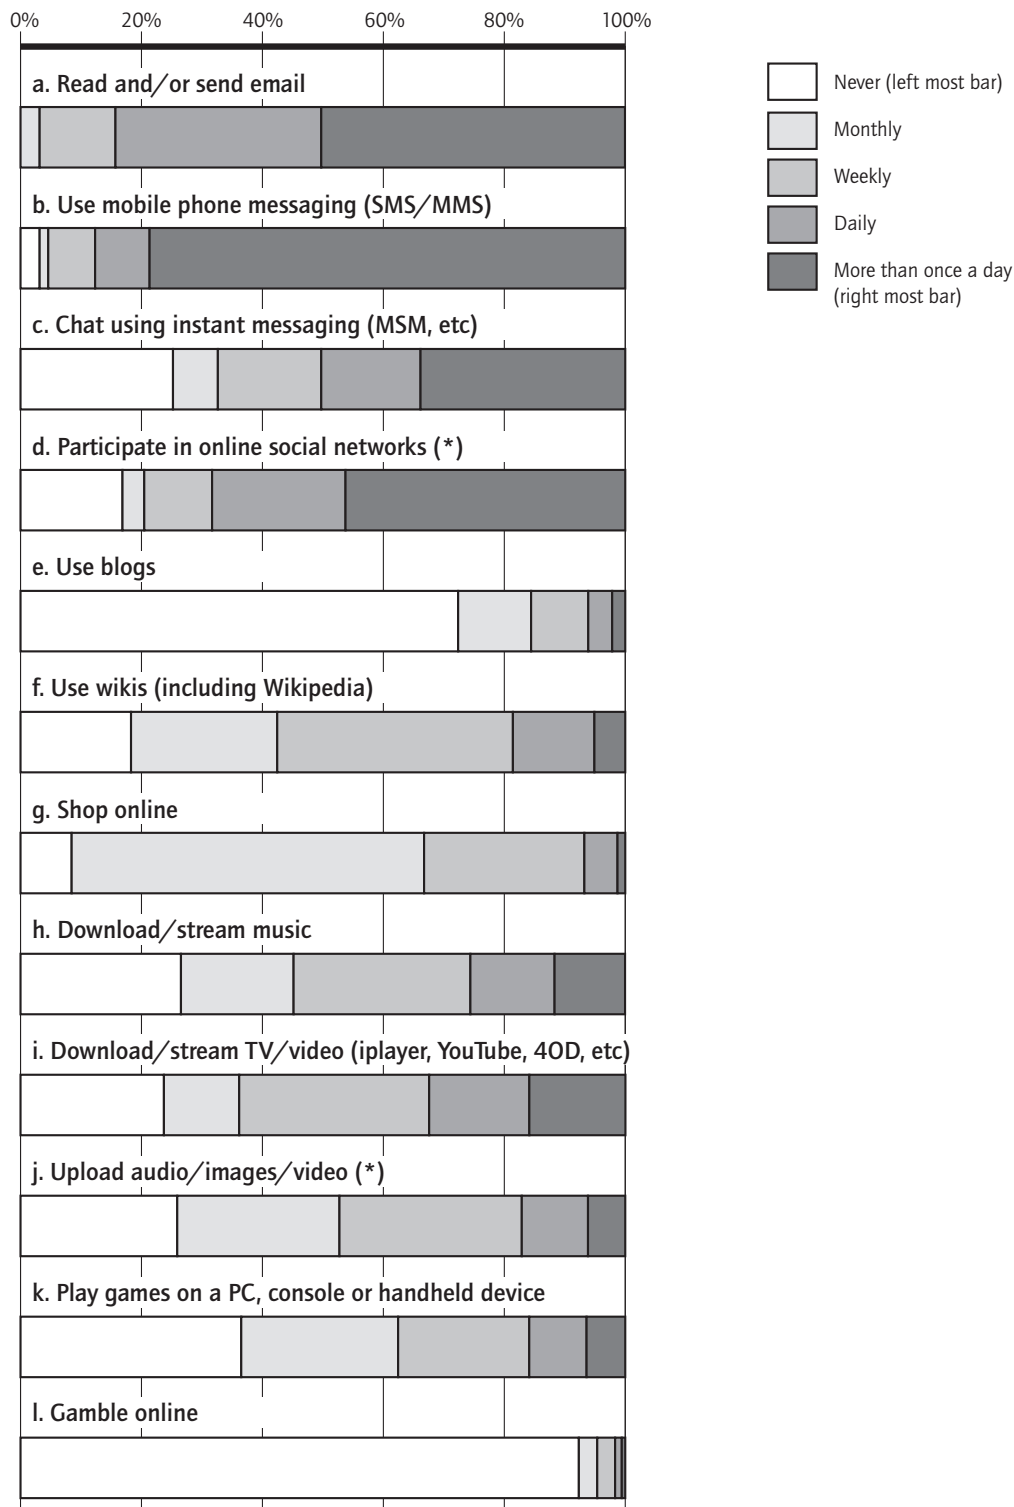 0% 20% 40% 60% 80% 100%
a. Read and/or send email
b. Use mobile phone messaging (SMS/MMS)
c. Chat using instant messaging (MSM, etc)
d. Participate in online social networks (*)
e. Use blogs
f. Use wikis (including Wikipedia)
g. Shop online
h. Download/stream music
i. Download/stream TV/video (iplayer, YouTube, 4OD, etc)
j. Upload audio/images/video (*)
k. Play games on a PC, console or handheld device
l. Gamble online
Never (left most bar)
Monthly
Weekly
Daily
More than once a day
(right most bar)